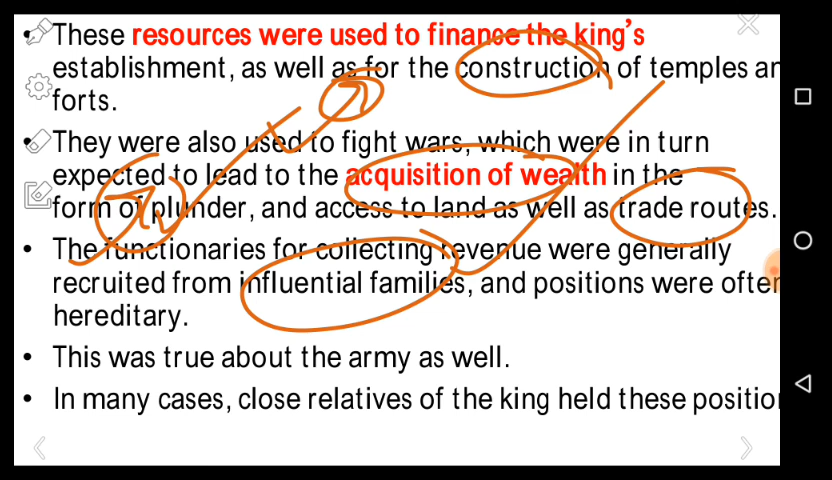 • These resources were used to finance the king's
establishment, as well as for the construction of temples an
forts.
• They were also used to fight wars, which were in turn
expected to lead to the acquisition of wealth in the
form of plunder, and access to land as well as trade routes.
• The functionaries for collecting revenue were generally
recruited from influential families, and positions were often
hereditary.
• This was true about the army as well.
• In many cases, close relatives of the king held these positio